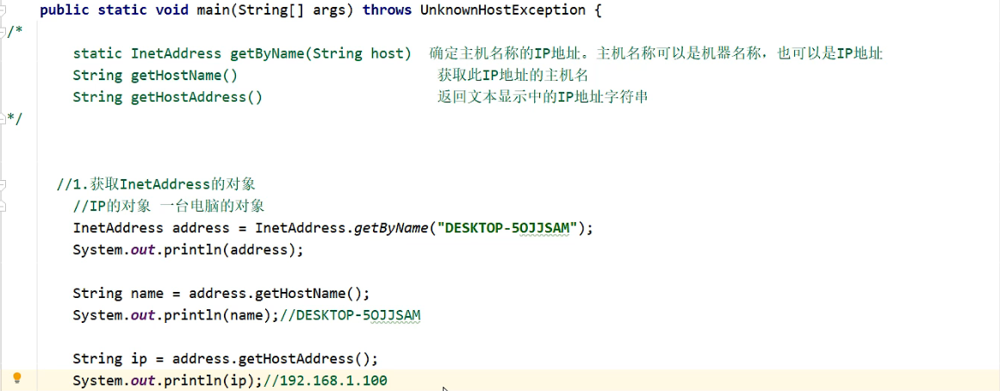 public static void main(String[] args) throws UnknownHostException {
/*
static InetAddress getByName(String host) 确定主机名称的IP地址。主机名称可以是机器名称，也可以是IP地址
String getHostName() 获取此IP地址的主机名
String getHostAddress() 返回文本显示中的IP地址字符串
*/
//1.获取InetAddress的对象
//IP的对象 一台电脑的对象
InetAddress address = InetAddress.getByName("DESKTOP-5OJJSAM");
System.out.println(address);
String name = address.getHostName();
System.out.println(name);//DESKTOP-5OJJSAM
String ip = address.getHostAddress();
System.out.println(ip);//192.168.1.100